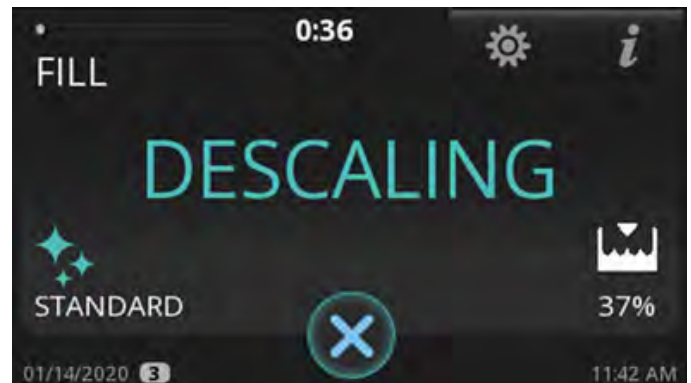 0:36
FILL
DESCALING
STANDARD
37%
01/14/2020 3
11:42 AM